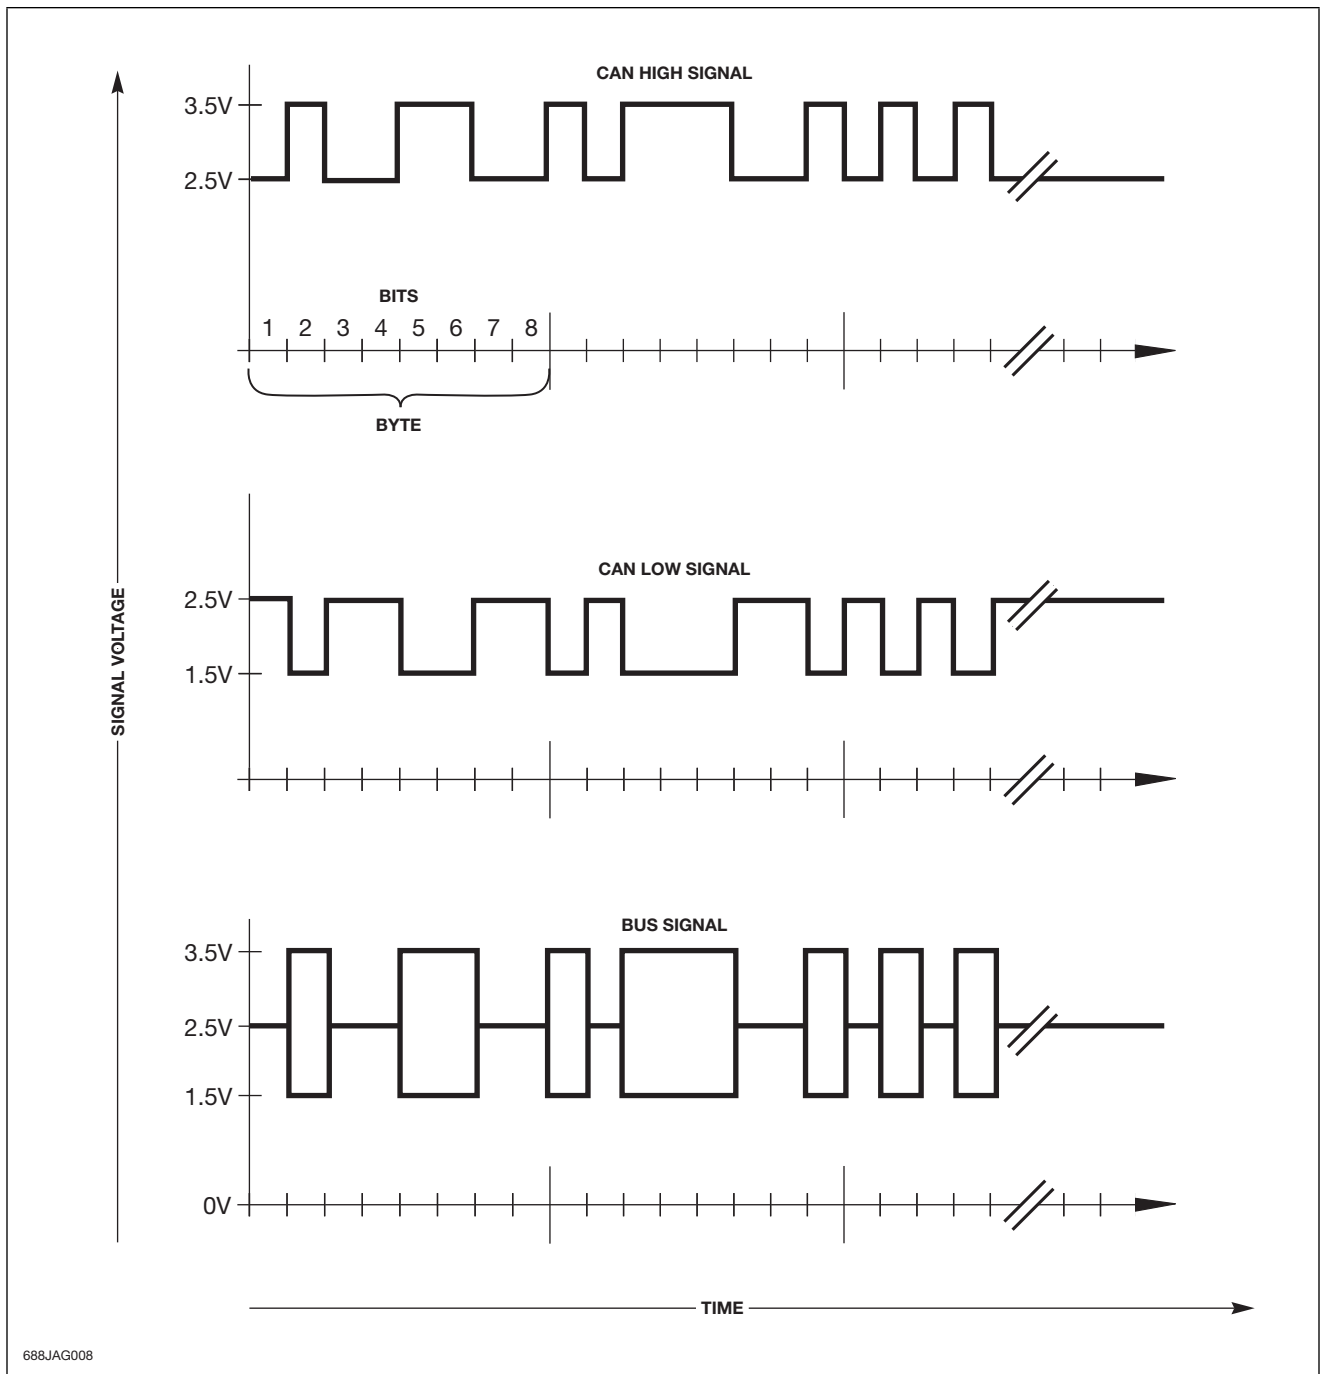 CAN HIGH SIGNAL
3.5V
2.5V
BITS
1 2 3 4 5 6 7 8
BYTE
SIGNAL VOLTAGE
CAN LOW SIGNAL
2.5V
1.5V
BUS SIGNAL
3.5V
2.5V
1.5V
0V
TIME
688JAG008